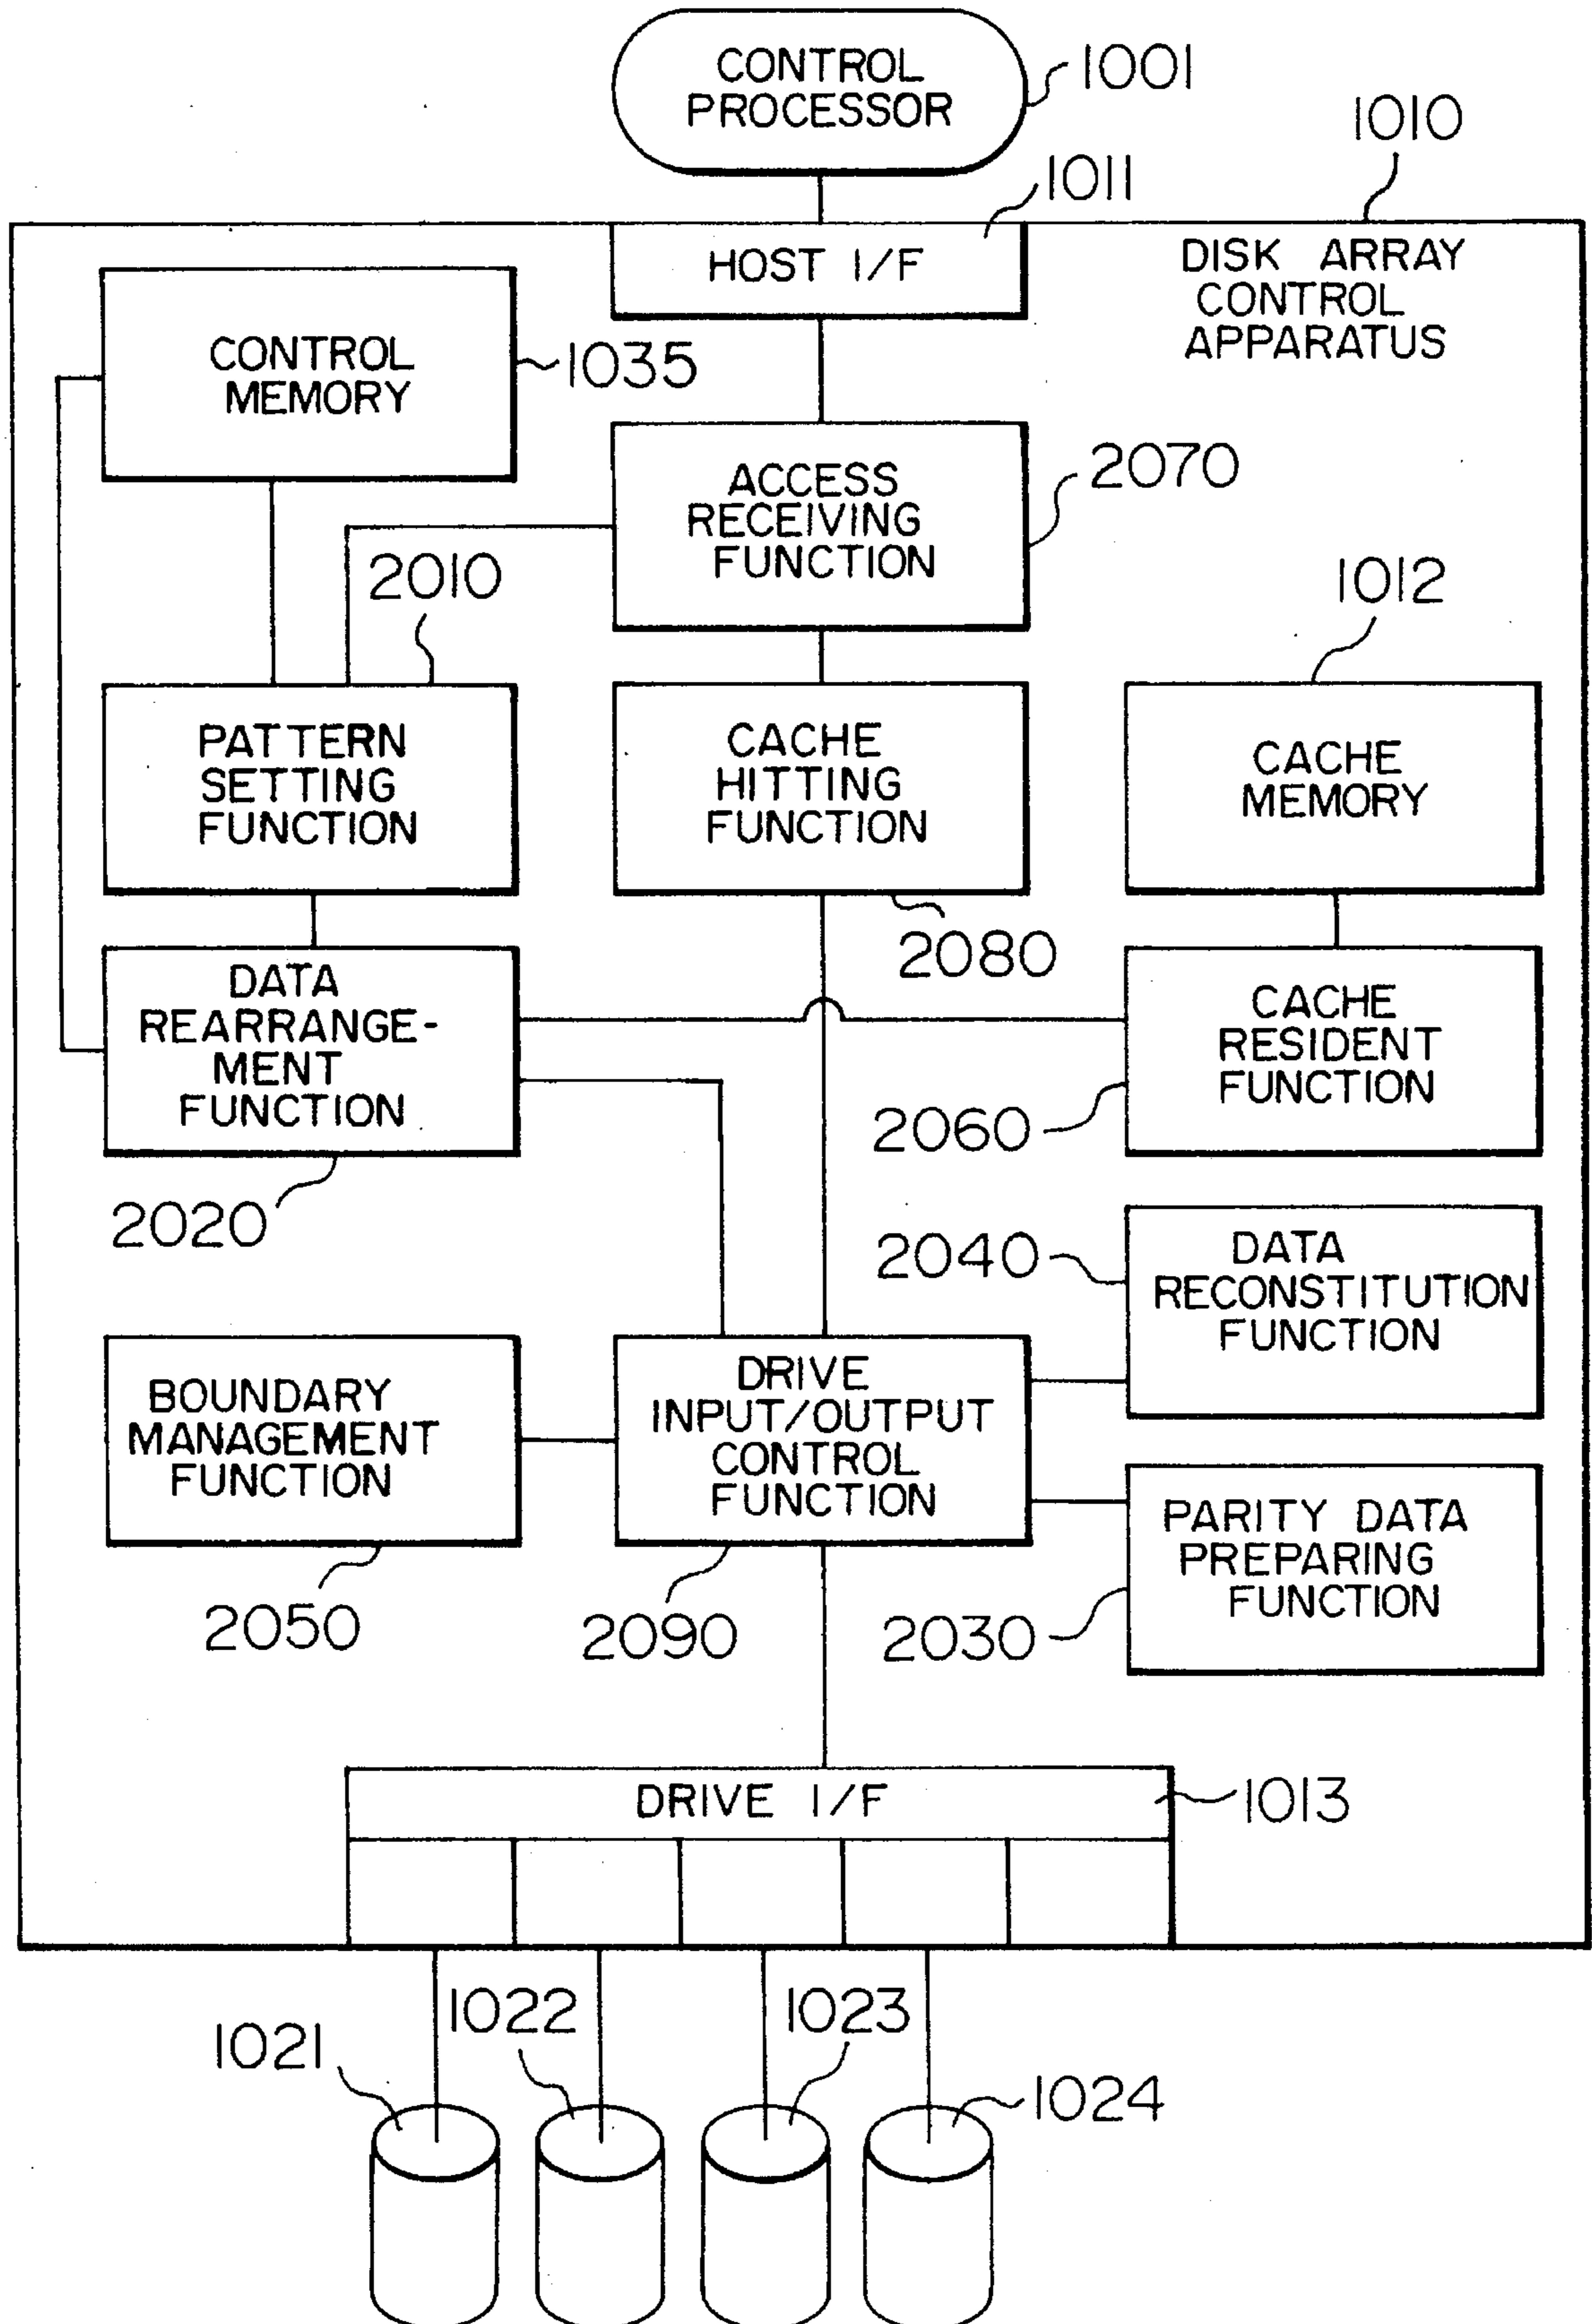 CONTROL
PROCESSOR
1001
1010
1011
HOST I/F
DISK ARRAY
CONTROL
APPARATUS
CONTROL
MEMORY
1035
ACCESS
RECEIVING
FUNCTION
2070
2010
1012
PATTERN
SETTING
FUNCTION
CACHE
HITTING
FUNCTION
CACHE
MEMORY
2080
DATA
REARRANGE-
MENT
FUNCTION
CACHE
RESIDENT
FUNCTION
2060
2020
2040
DATA
RECONSTITUTION
FUNCTION
BOUNDARY
MANAGEMENT
FUNCTION
DRIVE
INPUT/OUTPUT
CONTROL
FUNCTION
PARITY DATA
PREPARING
FUNCTION
2050
2090
2030
DRIVE I/F
1013
1021
1022
1023
1024